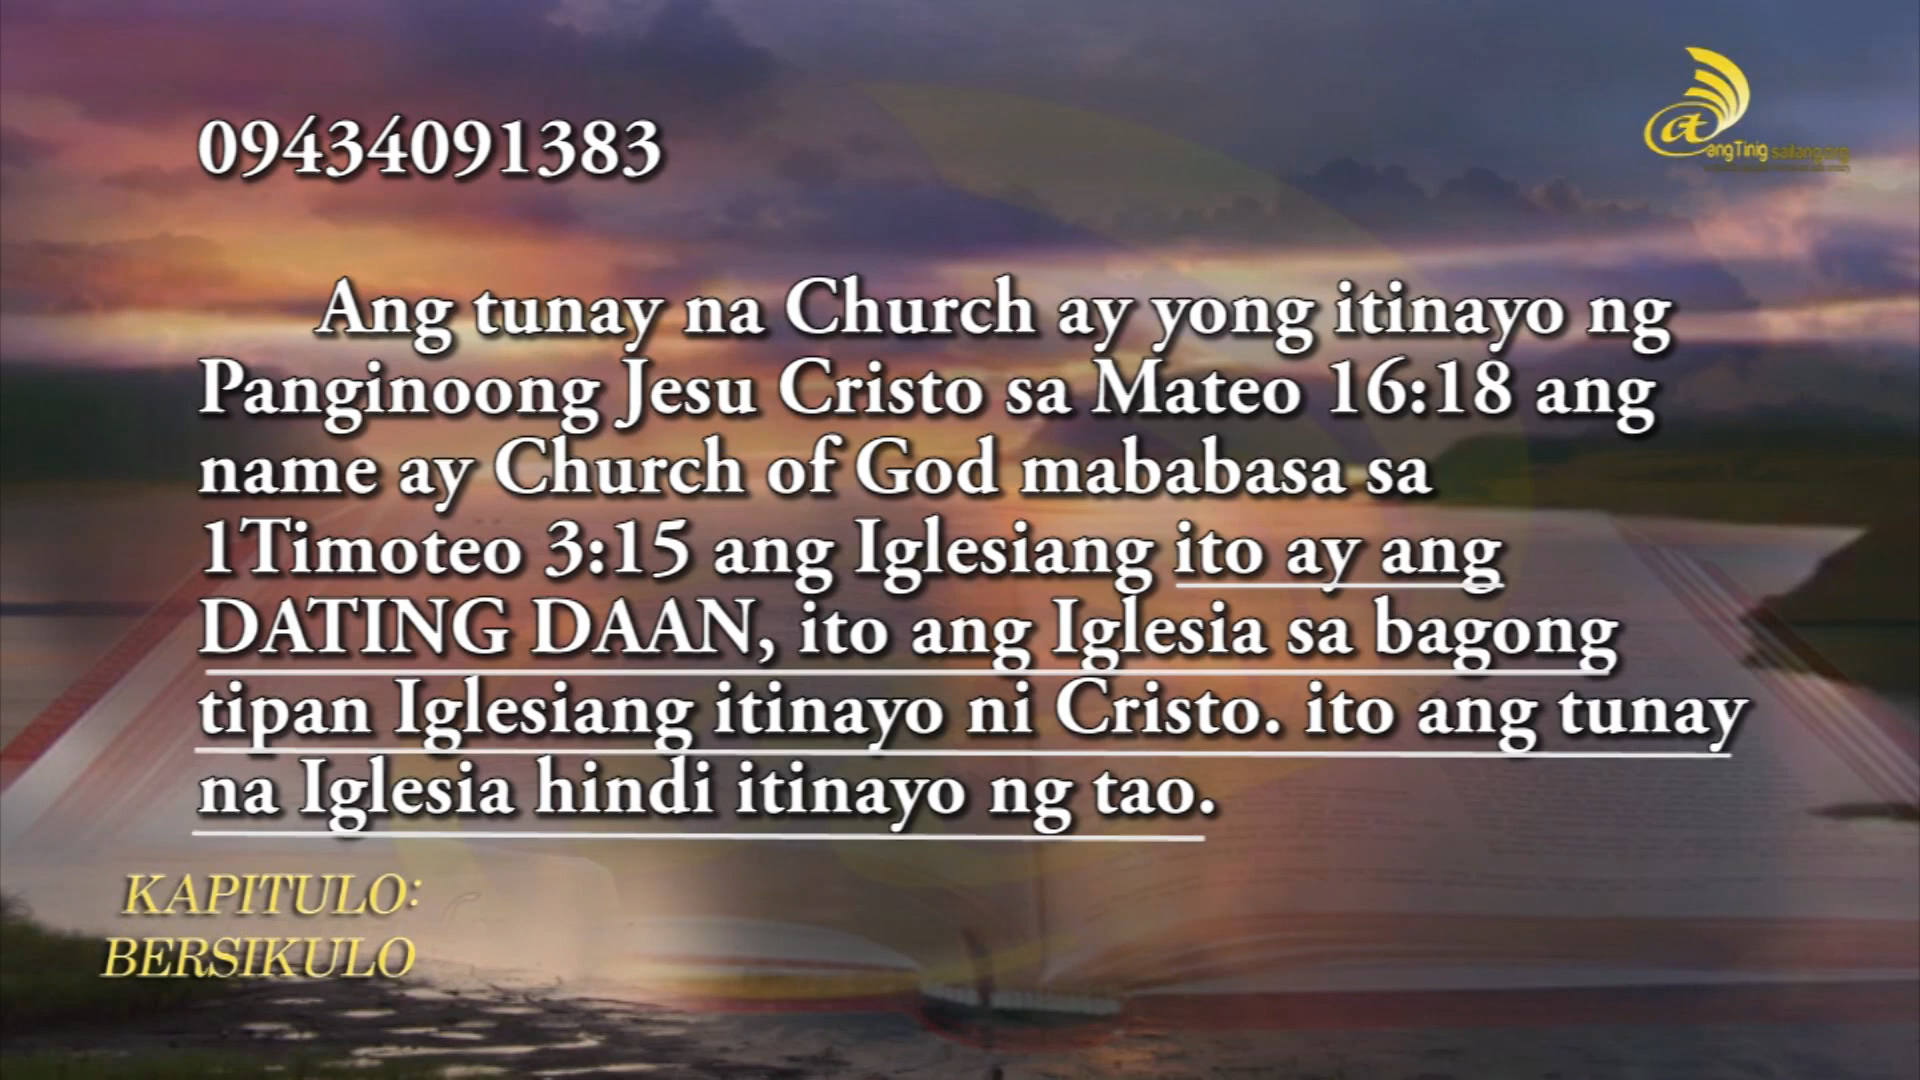 09434091383
angTinig
Ang tunay na Church ay yong itinayo ng
Panginoong Jesu Cristo sa Mateo 16:18 ang
name ay Church of God mababasa sa
1Timoteo 3:15 ang Iglesiang ito ay ang
DATING DAAN, ito ang Iglesia sa bagong
tipan Iglesiang itinayo ni Cristo. ito ang tunay
na Iglesia hindi itinayo ng tao.
KAPITULO:
BERSIKULO